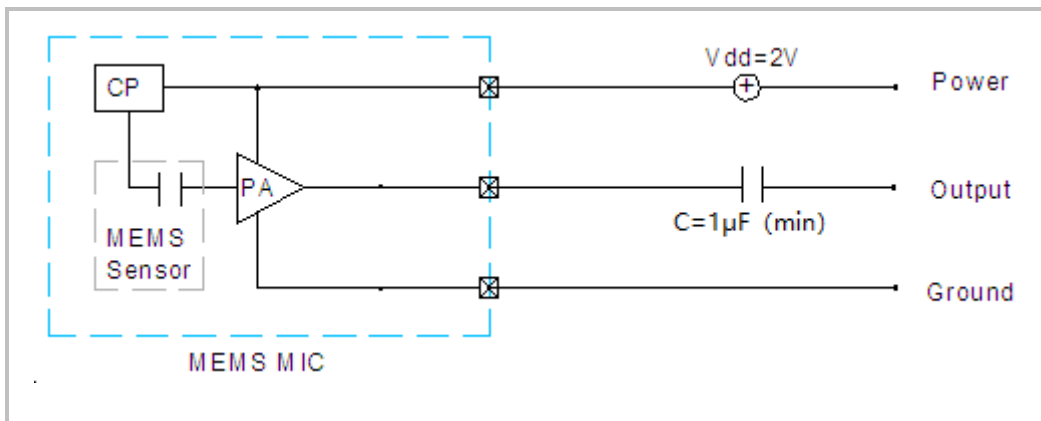 Vdd=2V
CP
Power
PA
Output
C=1μF (min)
MEMS
Sensor
Ground
MEMS MIC